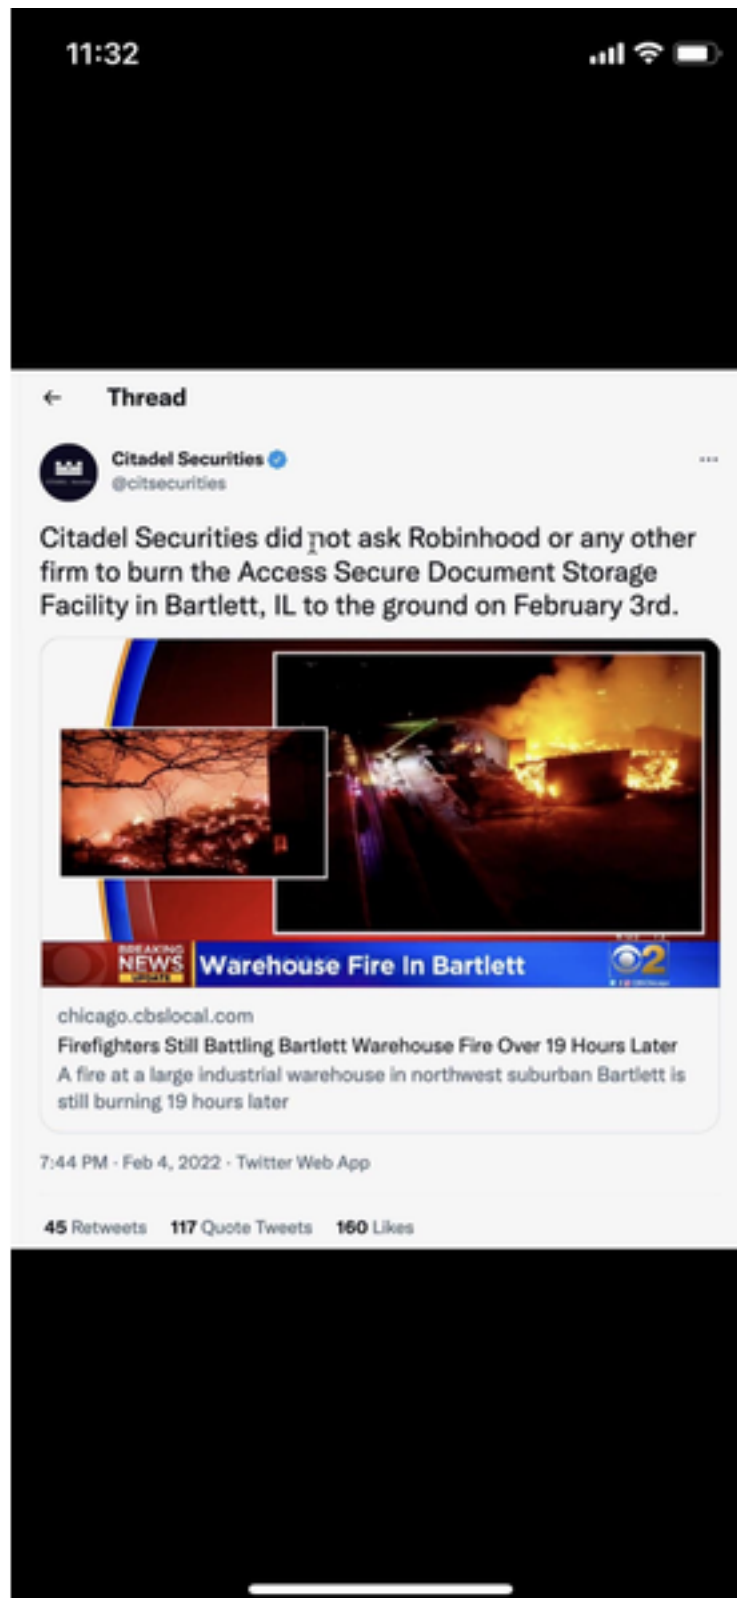 11:32
Thread
Citadel Securities
@citsecurities
Citadel Securities did not ask Robinhood or any other
firm to burn the Access Secure Document Storage
Facility in Bartlett, IL to the ground on February 3rd.
BREAKING
NEWS
UPDATE
Warehouse Fire In Bartlett
2
chicago.cbslocal.com
Firefighters Still Battling Bartlett Warehouse Fire Over 19 Hours Later
A fire at a large industrial warehouse in northwest suburban Bartlett is
still burning 19 hours later
7:44 PM · Feb 4, 2022 · Twitter Web App
45 Retweets 117 Quote Tweets 160 Likes